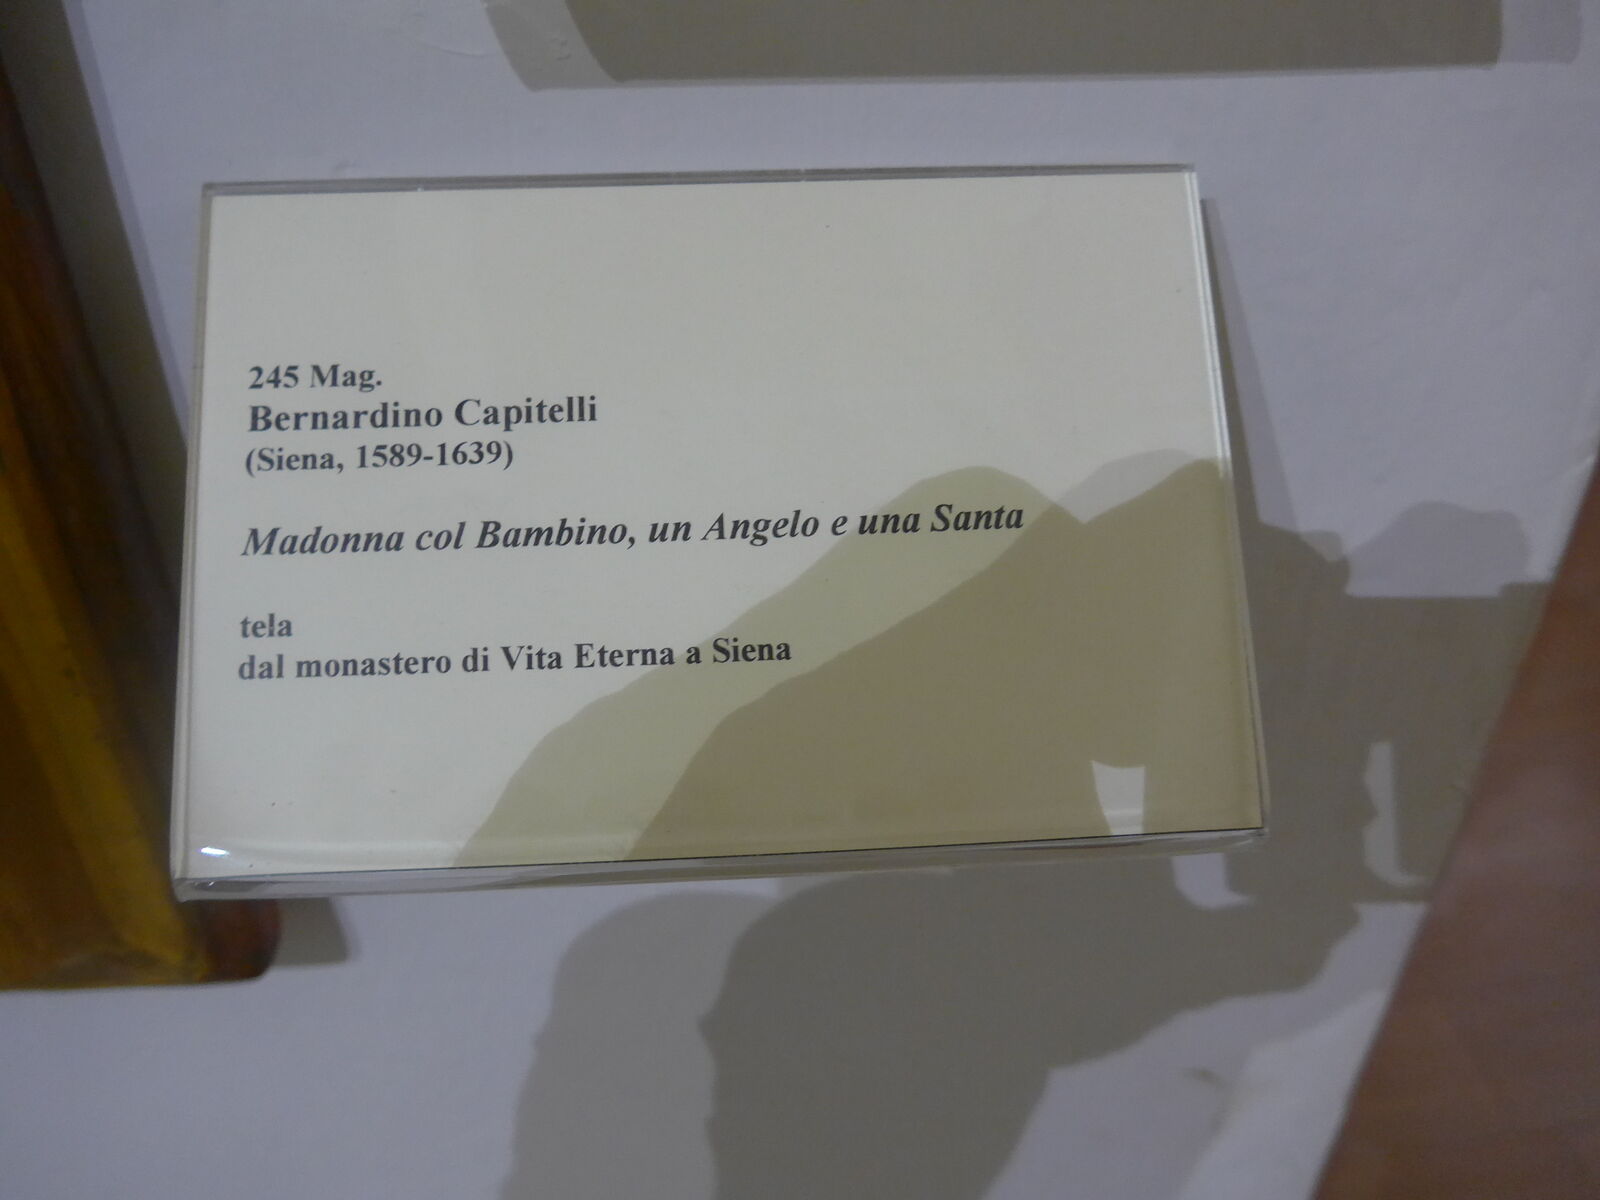 245 Mag.
Bernardino Capitelli
(Siena, 1589-1639)
Madonna col Bambino, un Angelo e una Santa
tela
dal monastero di Vita Eterna a Siena